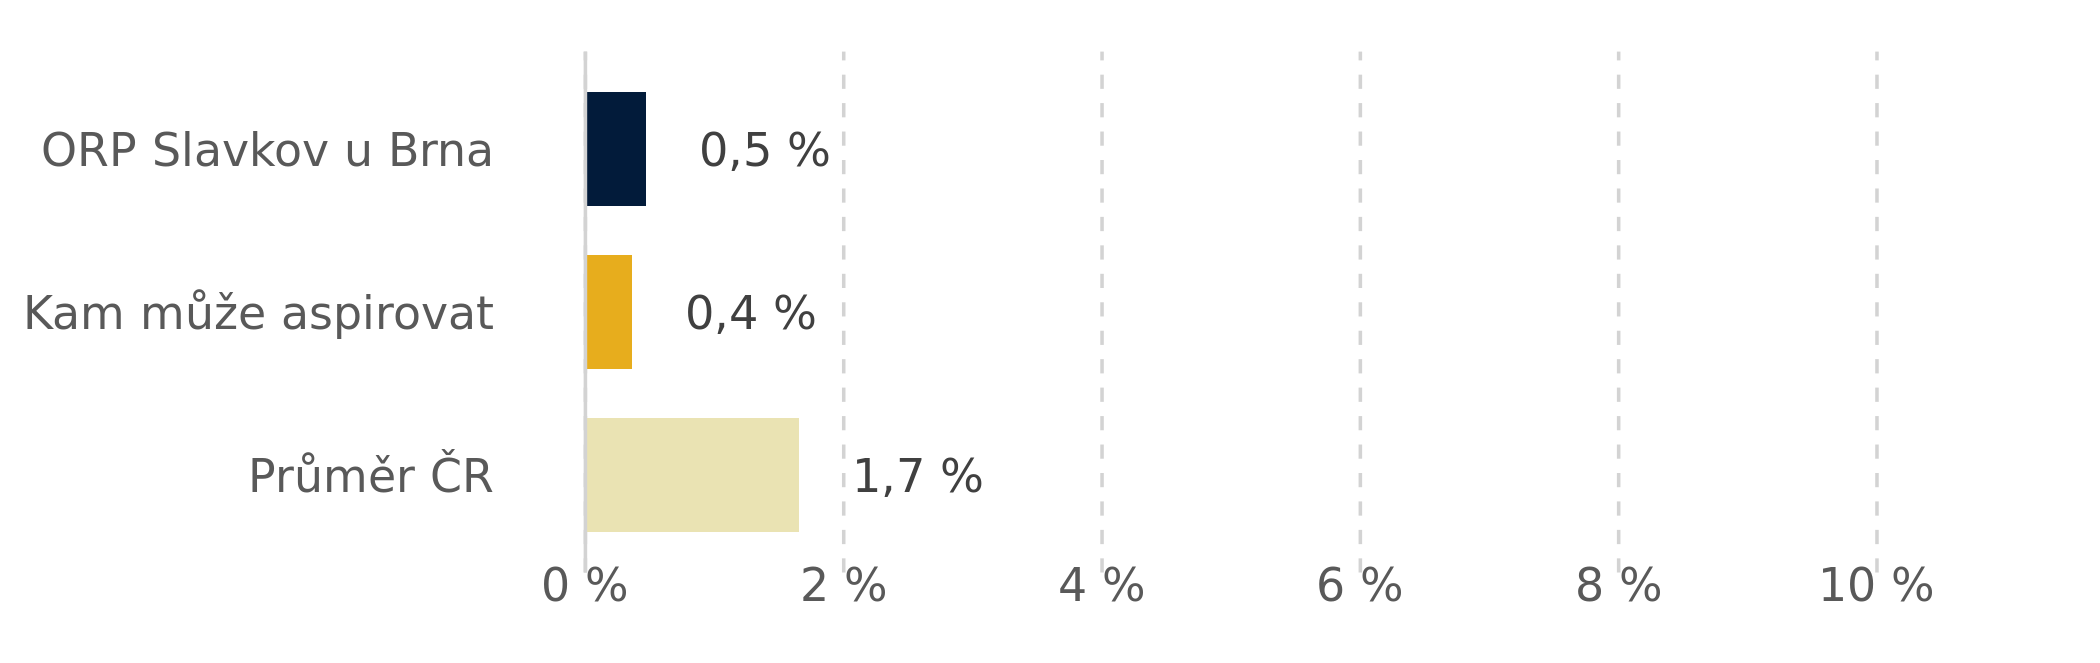 ORP Slavkov u Brna 0,5 %
Kam může aspirovat 0,4 %
Průměr ČR 1,7 %
0 % 2 % 4 % 6 % 8 % 10 %